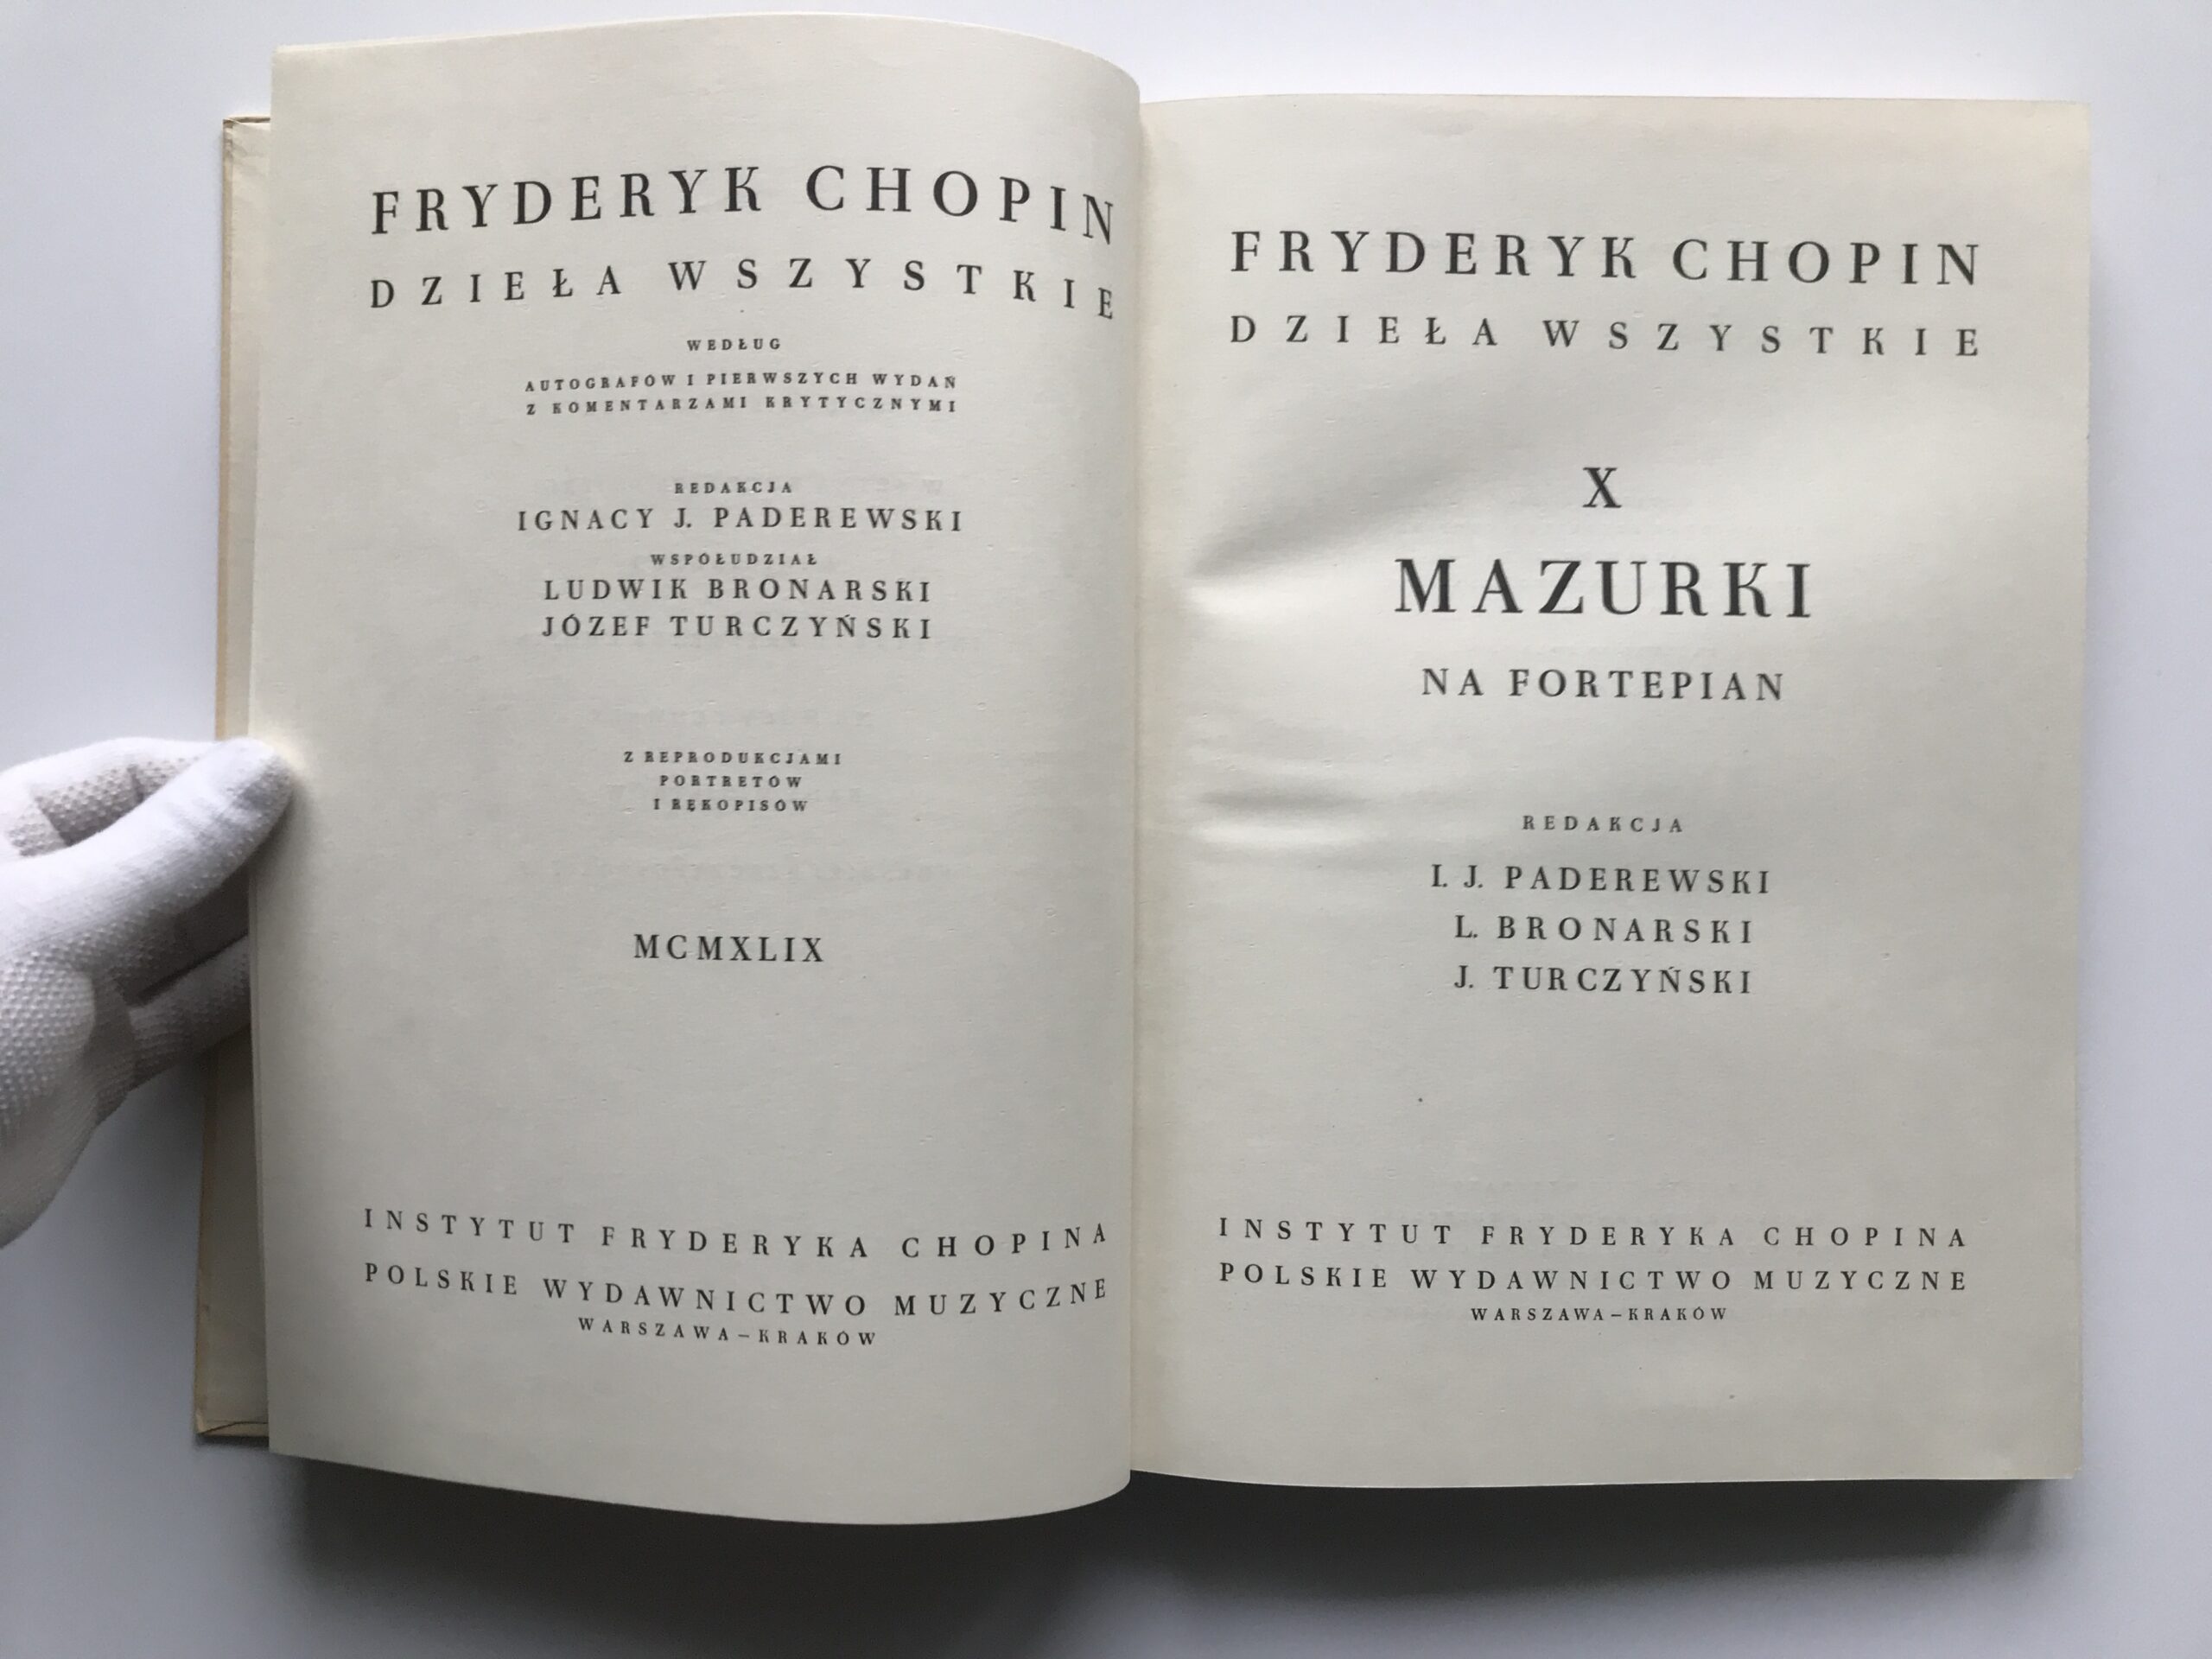 FRYDERYK CHOPIN
DZIEŁA WSZYSTKIE
WEDŁUG
AUTOGRAFÓW I PIERWSZYCH WYDAŃ
Z KOMENTARZAMI KRYTYCZNYMI
REDAKCJA
IGNACY J. PADEREWSKI
WSPÓŁUDZIAŁ
LUDWIK BRONARSKI
JÓZEF TURCZYŃSKI
Z REPRODUKCJAMI
PORTRETÓW
I RĘKOPISÓW
MCMXLIX
INSTYTUT FRYDERYKA CHOPINA
POLSKIE WYDAWNICTWO MUZYCZNE
WARSZAWA–KRAKÓW
FRYDERYK CHOPIN
DZIEŁA WSZYSTKIE
X
MAZURKI
NA FORTEPIAN
REDAKCJA
I. J. PADEREWSKI
L. BRONARSKI
J. TURCZYŃSKI
INSTYTUT FRYDERYKA CHOPINA
POLSKIE WYDAWNICTWO MUZYCZNE
WARSZAWA–KRAKÓW